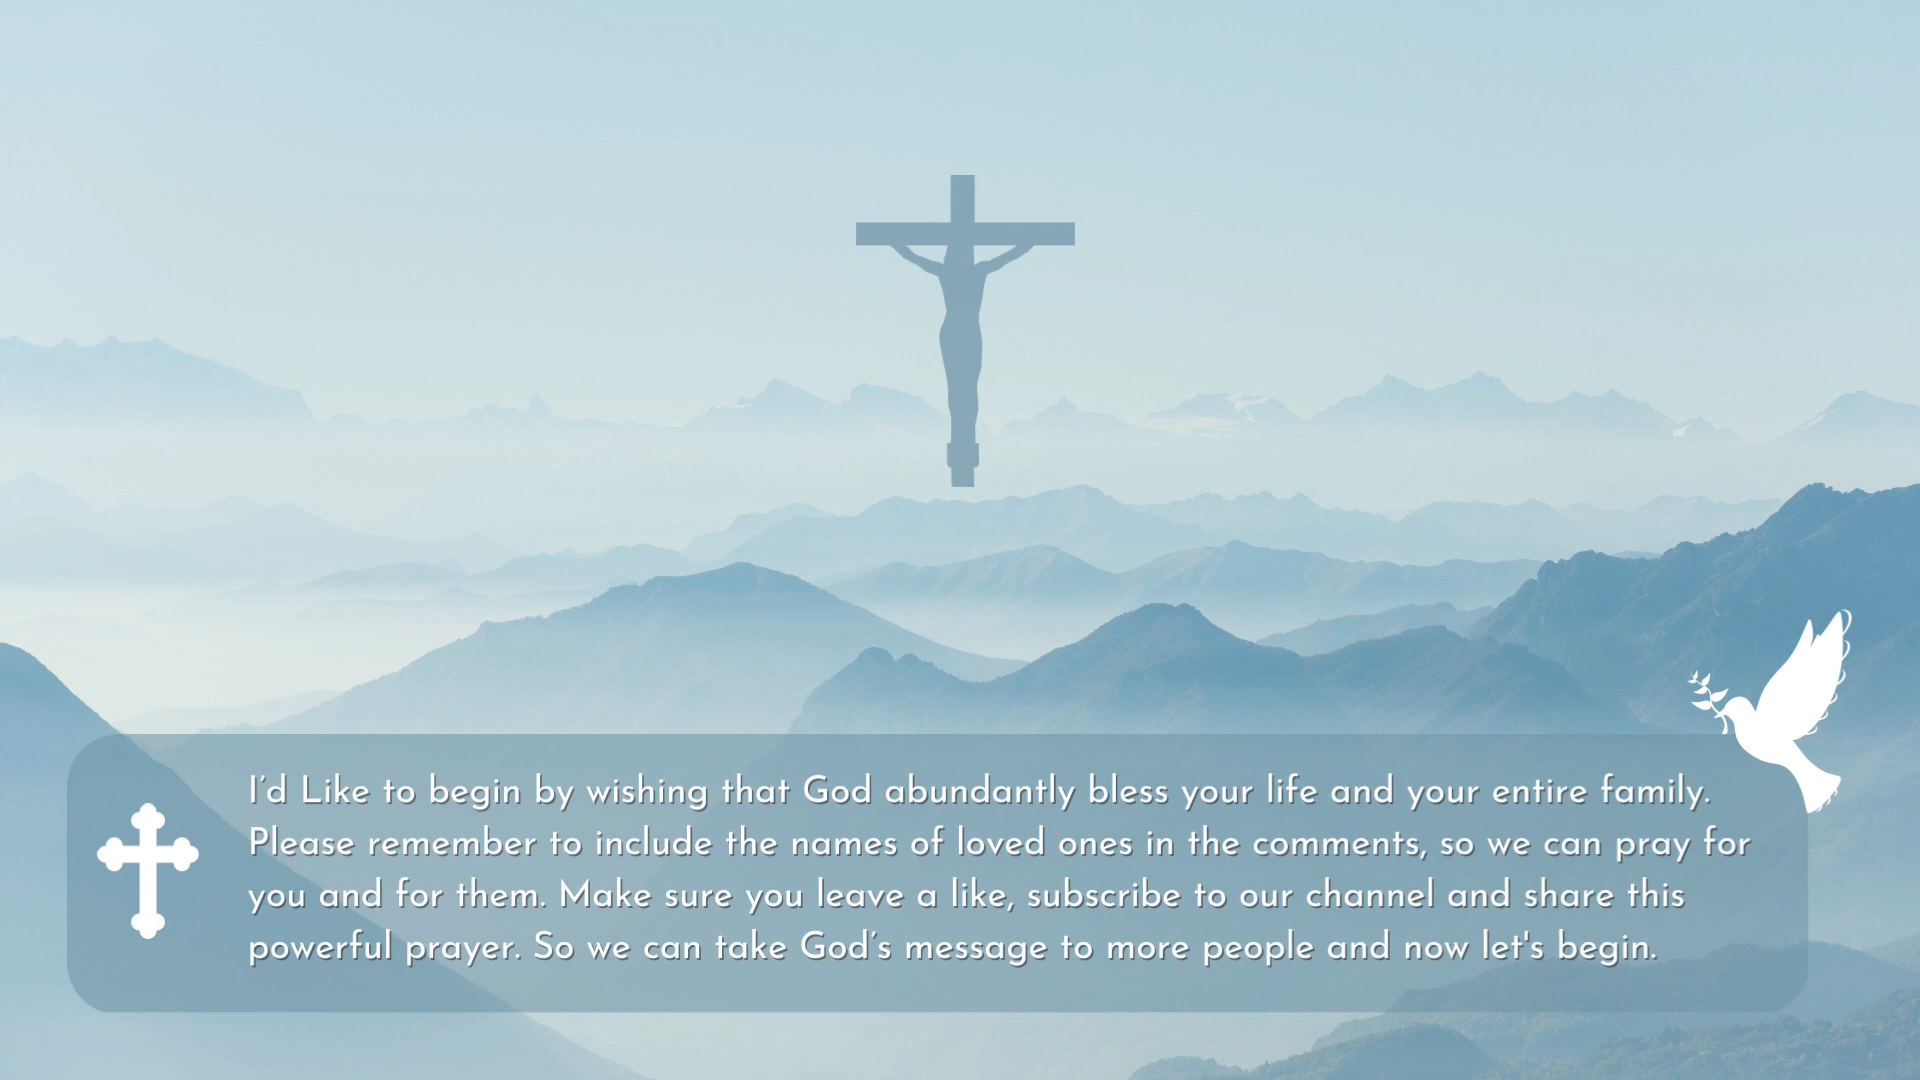 I’d Like to begin by wishing that God abundantly bless your life and your entire family.
Please remember to include the names of loved ones in the comments, so we can pray for
you and for them. Make sure you leave a like, subscribe to our channel and share this
powerful prayer. So we can take God’s message to more people and now let's begin.